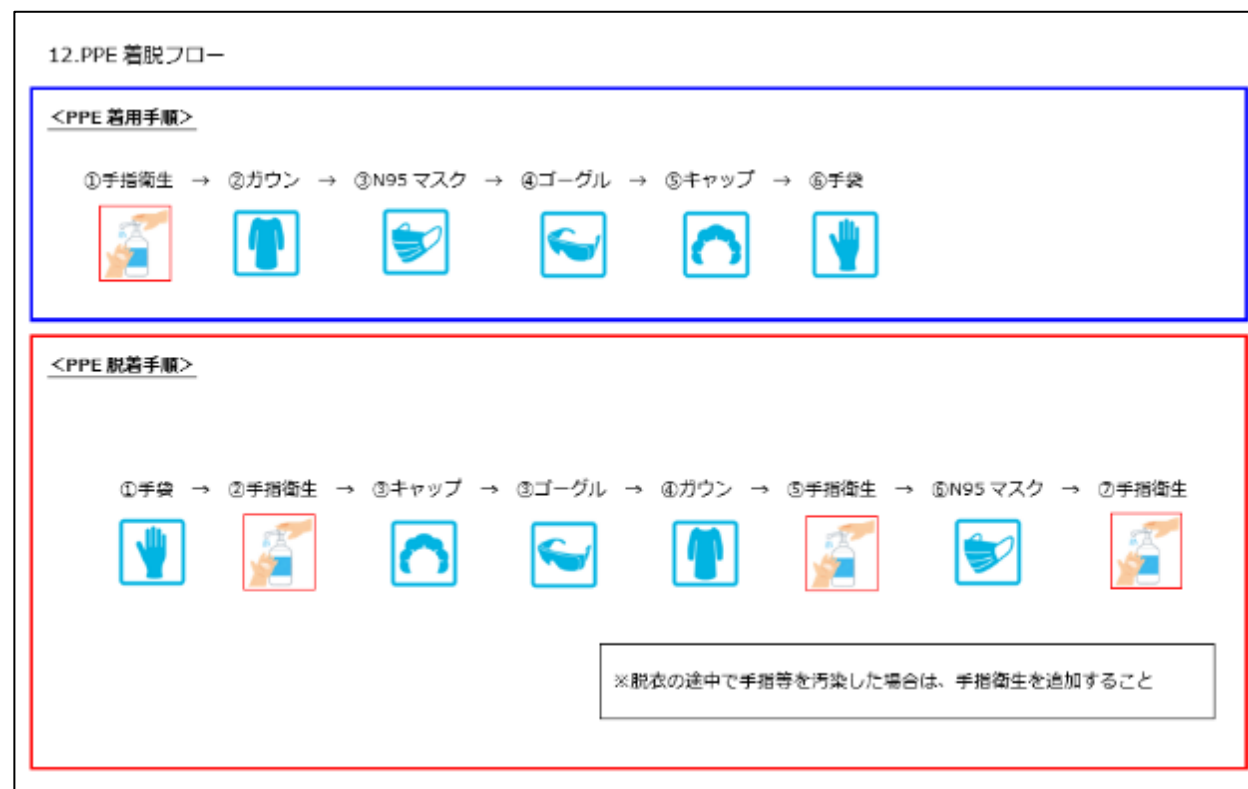 12.PPE 着脱フロー
<PPE 着用手順>
①手指衛生 → ②ガウン → ③N95 マスク → ④ゴーグル → ⑤キャップ → ⑥手袋
<PPE 脱着手順>
①手袋 → ②手指衛生 → ③キャップ → ③ゴーグル → ④ガウン → ⑤手指衛生 → ⑥N95 マスク → ⑦手指衛生
※脱衣の途中で手指等を汚染した場合は、手指衛生を追加すること